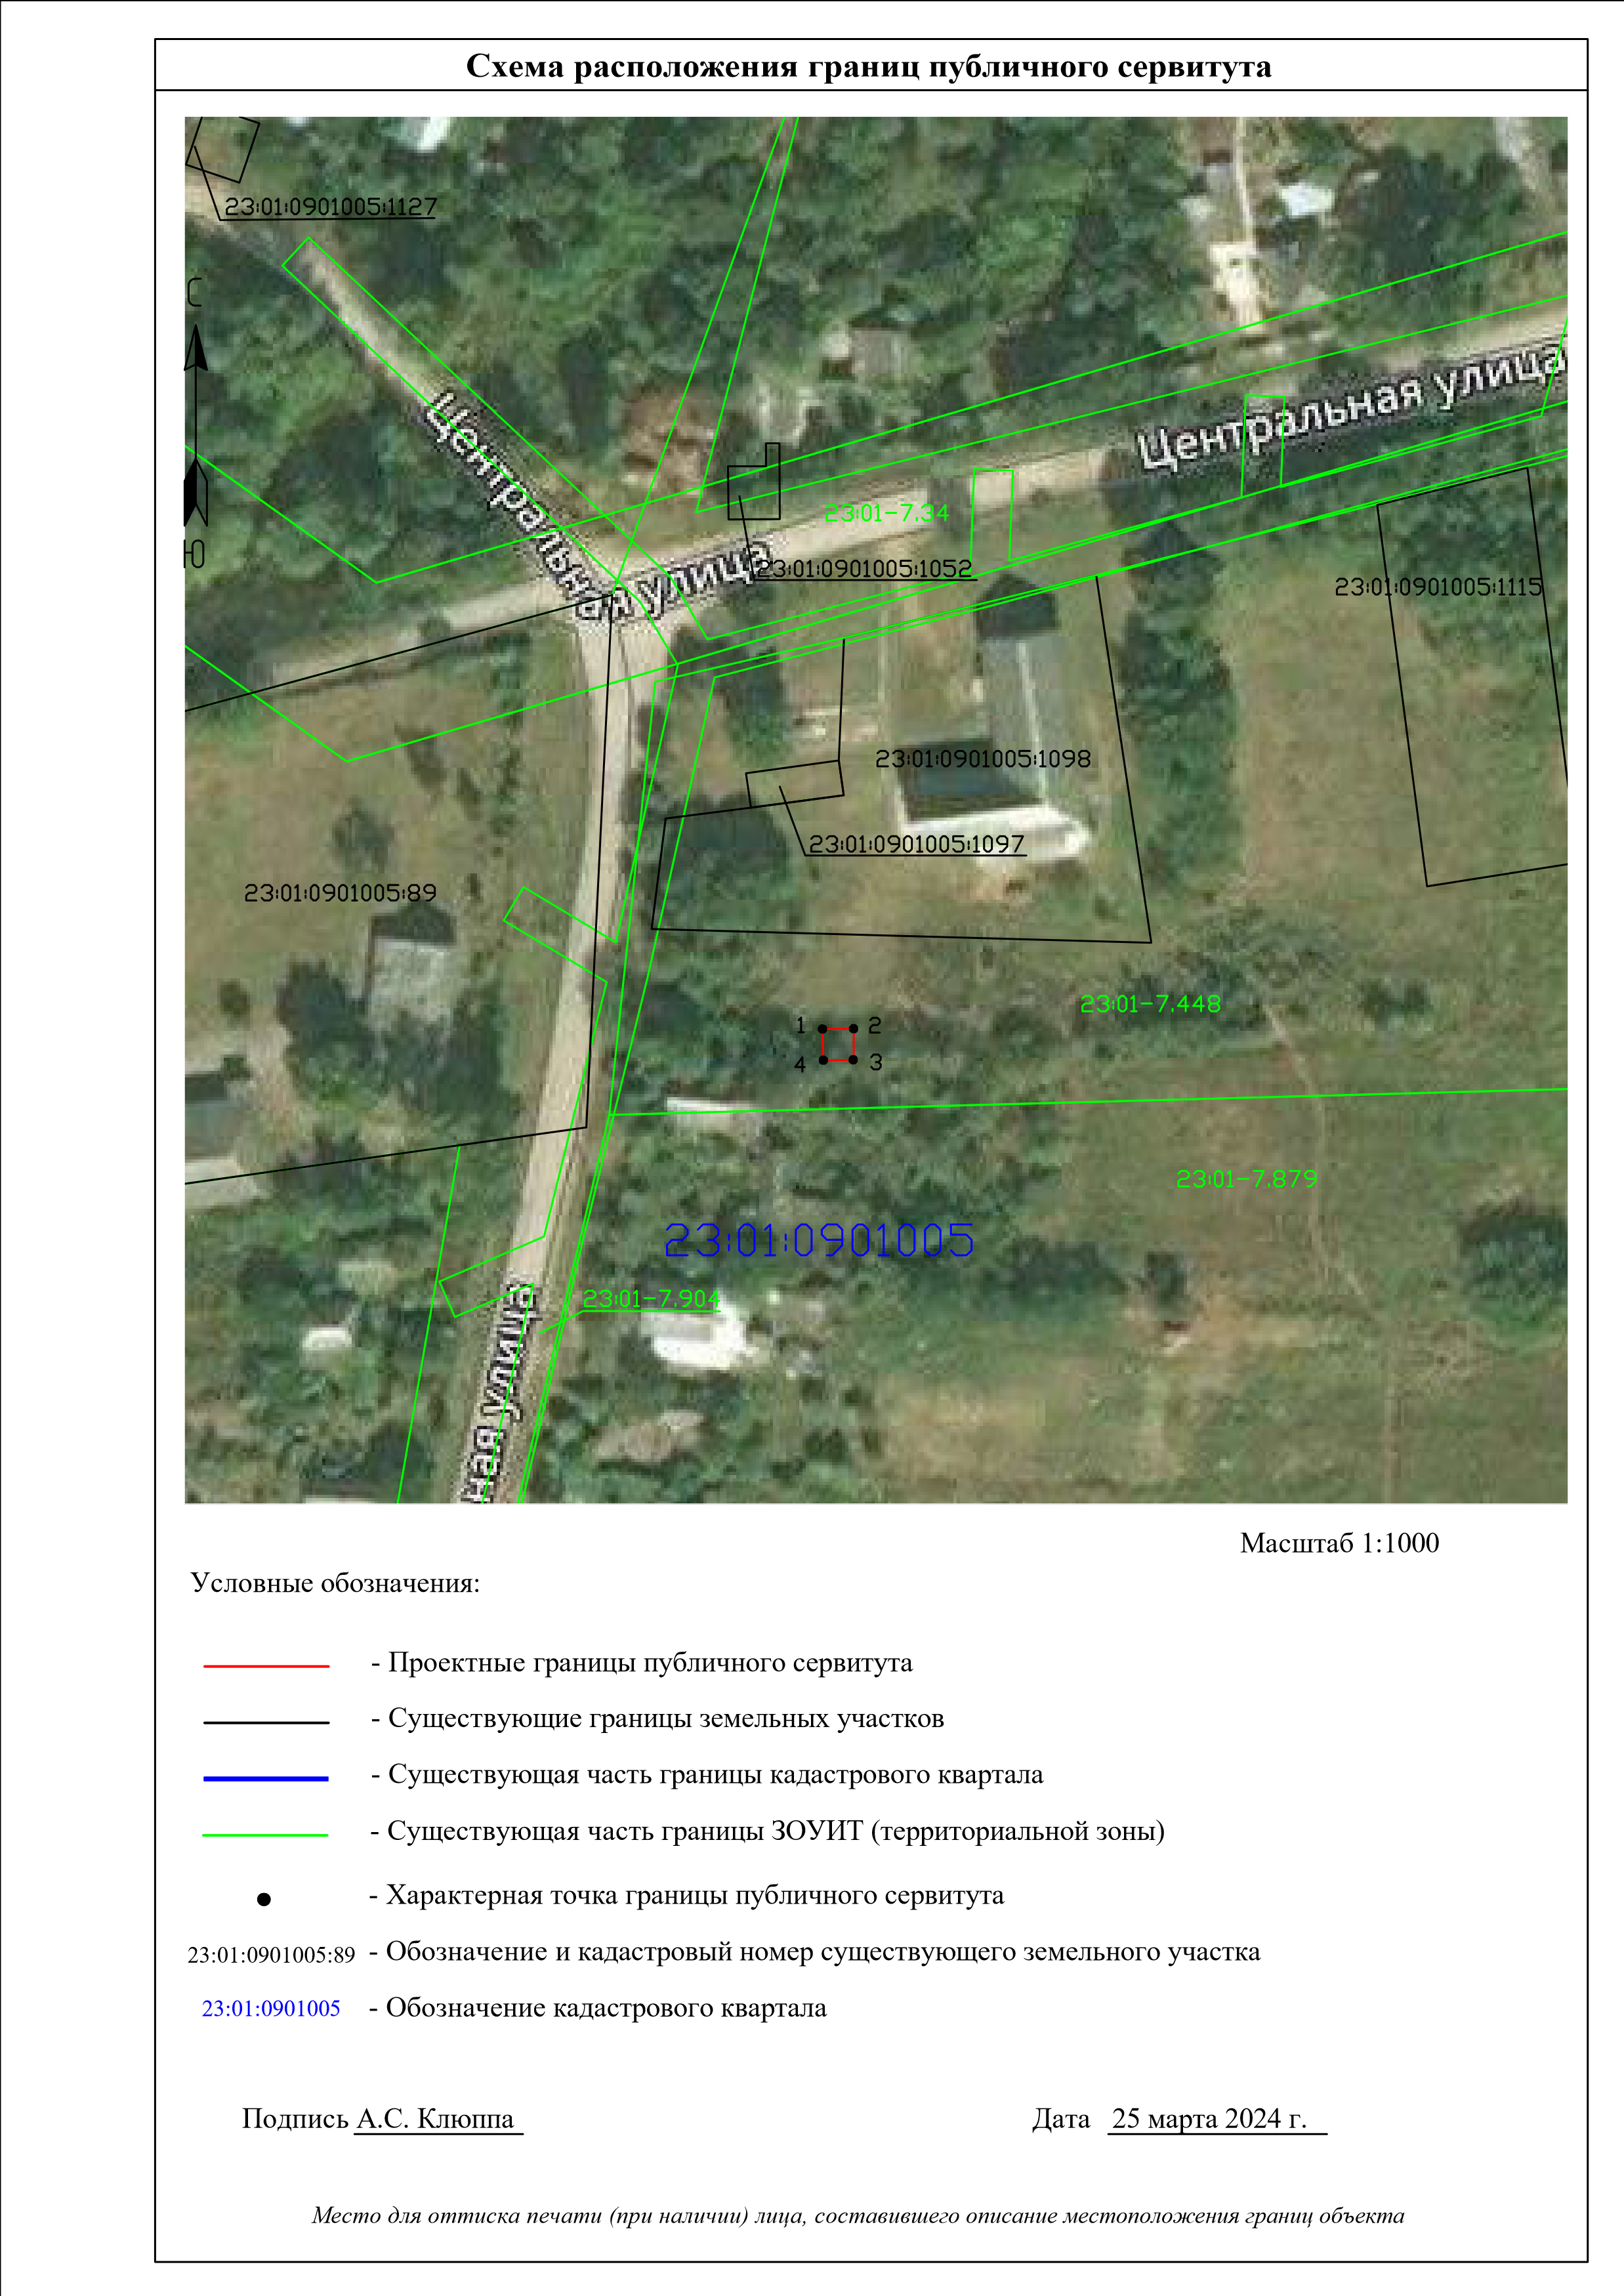 Схема расположения границ публичного сервитута
23:01:0901005:1127
С
Ю
Центральная улица
Центральная улица
23:01-7.34
23:01:0901005:1052
23:01:0901005:1115
23:01:0901005:1098
23:01:0901005:1097
23:01:0901005:89
23:01-7.448
1 2
4 3
23:01-7.879
23:01:0901005
23:01-7.904
ная улица
Масштаб 1:1000
Условные обозначения:
- Проектные границы публичного сервитута
- Существующие границы земельных участков
- Существующая часть границы кадастрового квартала
- Существующая часть границы ЗОУИТ (территориальной зоны)
- Характерная точка границы публичного сервитута
23:01:0901005:89 - Обозначение и кадастровый номер существующего земельного участка
23:01:0901005 - Обозначение кадастрового квартала
Подпись А.С. Клюппа Дата 25 марта 2024 г.
Место для оттиска печати (при наличии) лица, составившего описание местоположения границ объекта